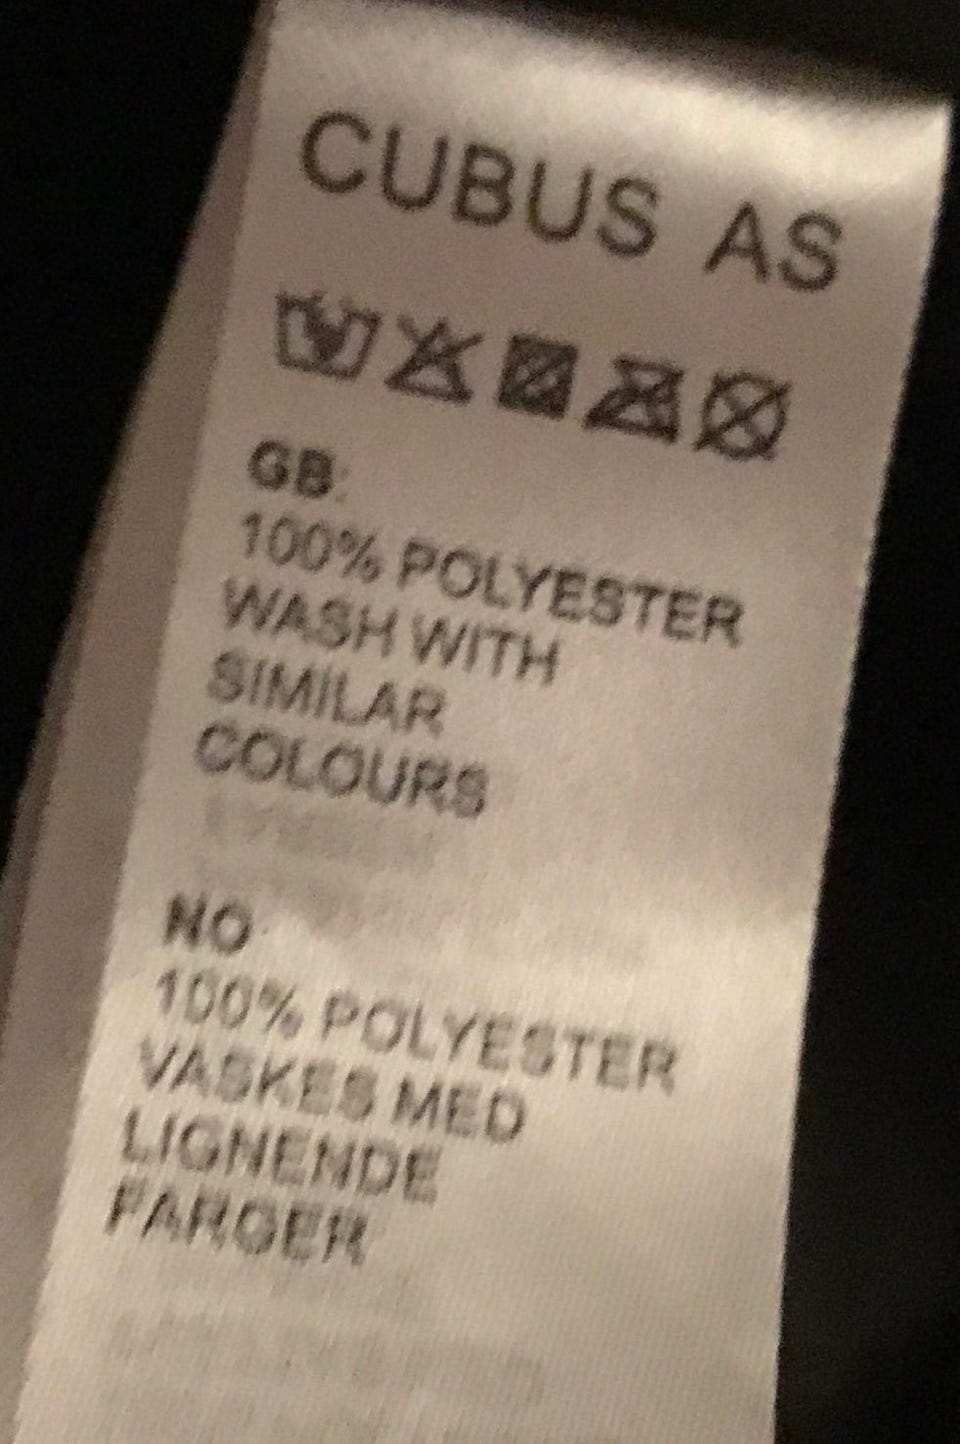 CUBUS AS
GB:
100% POLYESTER
WASH WITH
SIMILAR
COLOURS
NO
100% POLYESTER
VASKES MED
LIGNENDE
FARGER